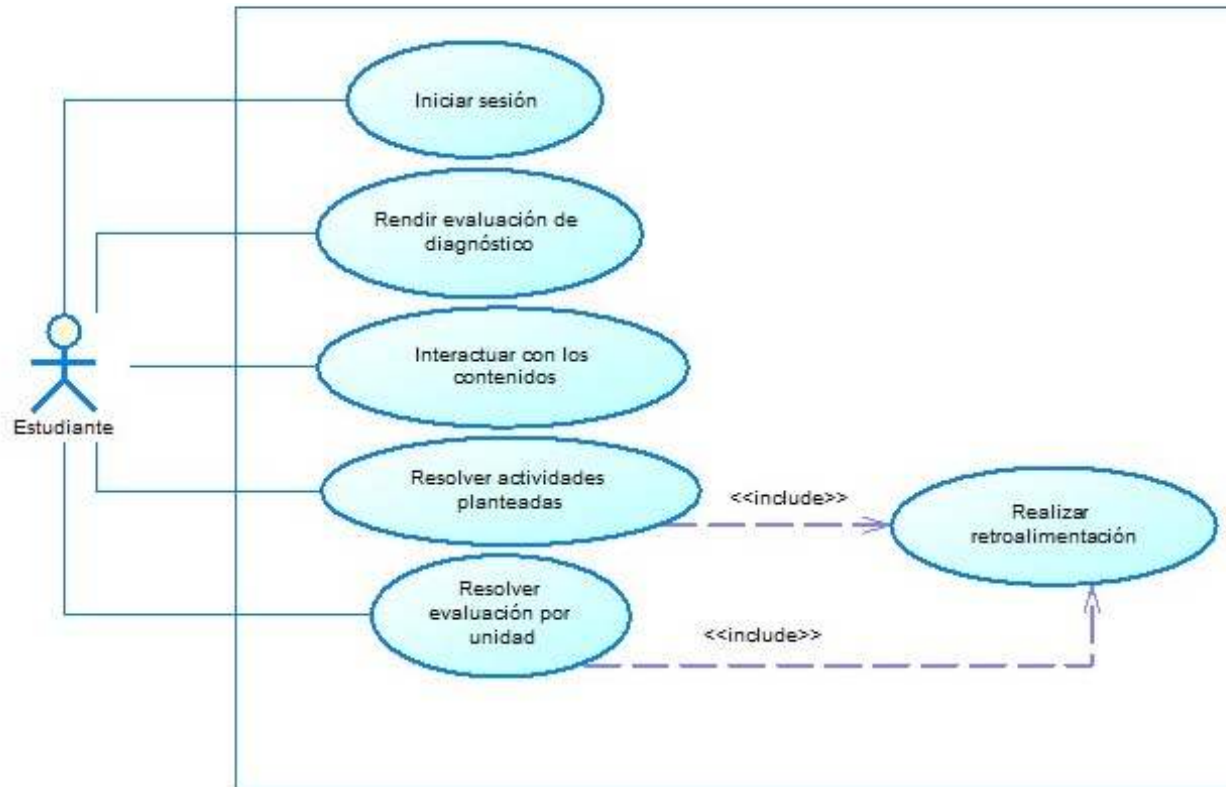 Iniciar sesión
Rendir evaluación de
diagnóstico
Interactuar con los
contenidos
Estudiante
Resolver actividades
planteadas
<<include>>
Realizar
retroalimentación
Resolver
evaluación por
unidad
<<include>>